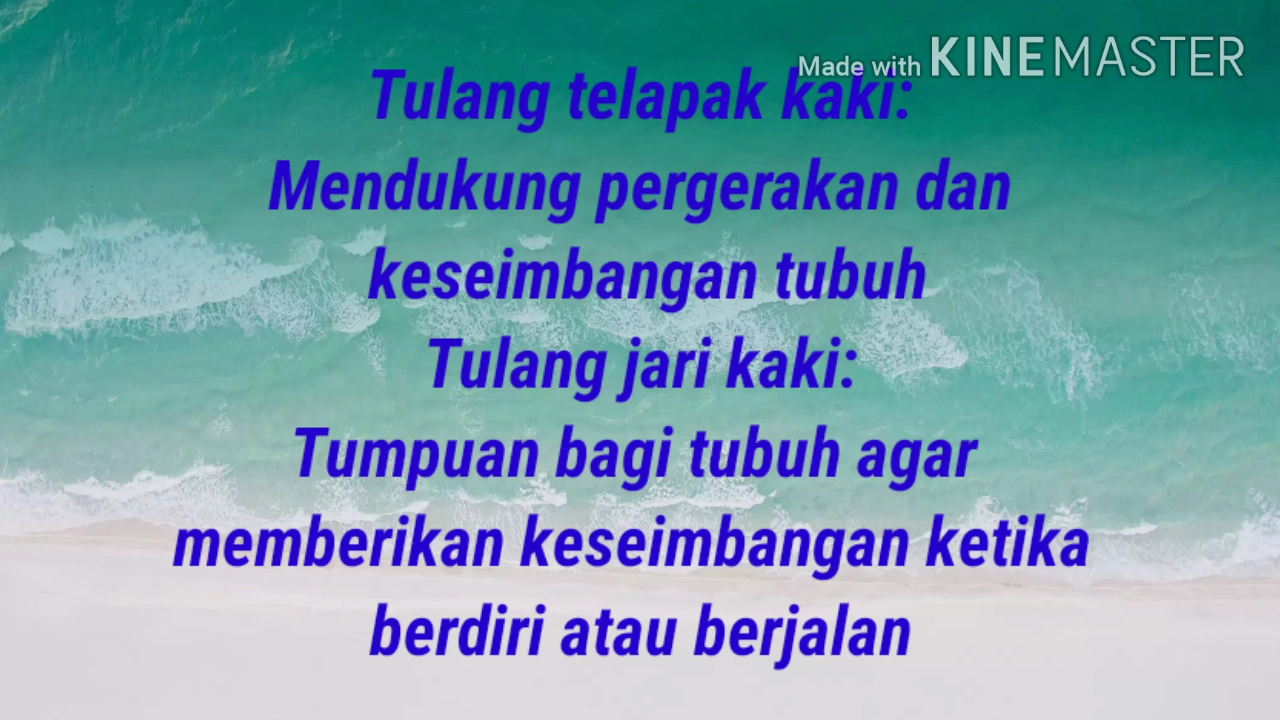 Made with KINEMASTER
Tulang telapak kaki:
Mendukung pergerakan dan
keseimbangan tubuh
Tulang jari kaki:
Tumpuan bagi tubuh agar
memberikan keseimbangan ketika
berdiri atau berjalan